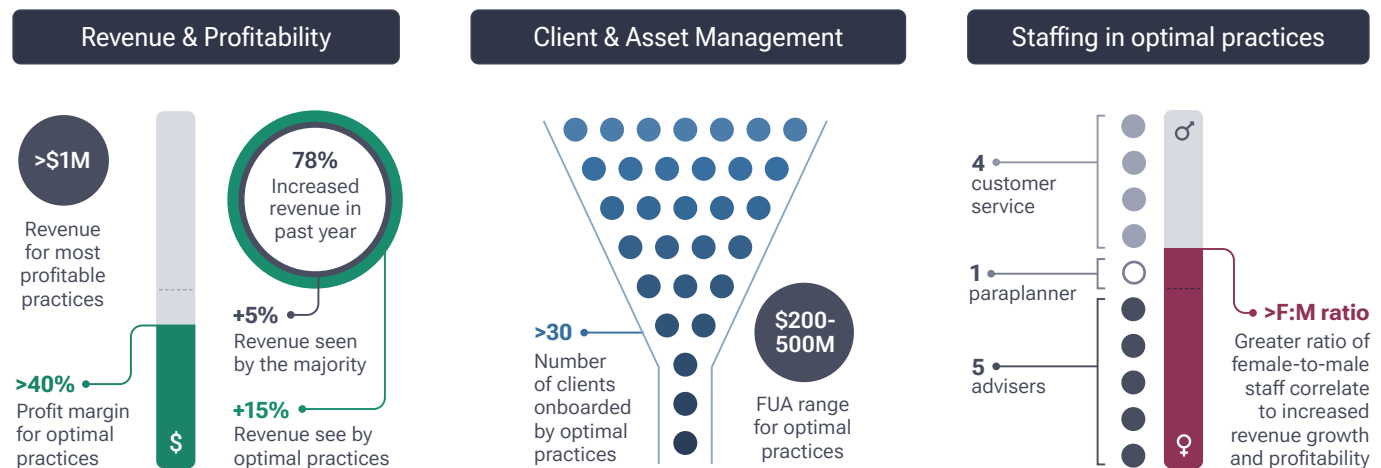 Revenue & Profitability
>$1M
Revenue
for most
profitable
practices
>40%
Profit margin
for optimal
practices
$
78%
Increased
revenue in
past year
+5%
Revenue seen
by the majority
+15%
Revenue see by
optimal practices
Client & Asset Management
>30
Number
of clients
onboarded
by optimal
practices
$200-
500M
FUA range
for optimal
practices
Staffing in optimal practices
4
customer
service
1
paraplanner
5
advisers
♂
♀
>F:M ratio
Greater ratio of
female-to-male
staff correlate
to increased
revenue growth
and profitability